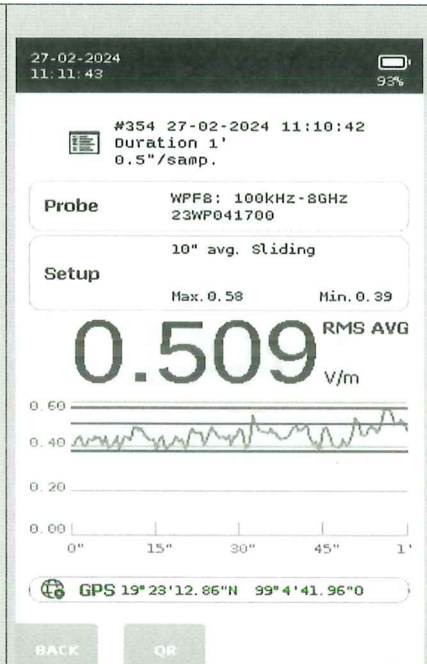 27-02-2024
11:11:43
93%
#354 27-02-2024 11:10:42
Duration 1'
0.5"/samp.
Probe
WPF8: 100kHz-8GHz
23WP041700
Setup
10" avg. Sliding
Max.0.58 Min.0.39
0.509 RMS AVG
V/m
0.60
0.40
0.20
0.00
0" 15" 30" 45" 1'
GPS 19°23'12.86"N 99°4'41.96"O
BACK QR